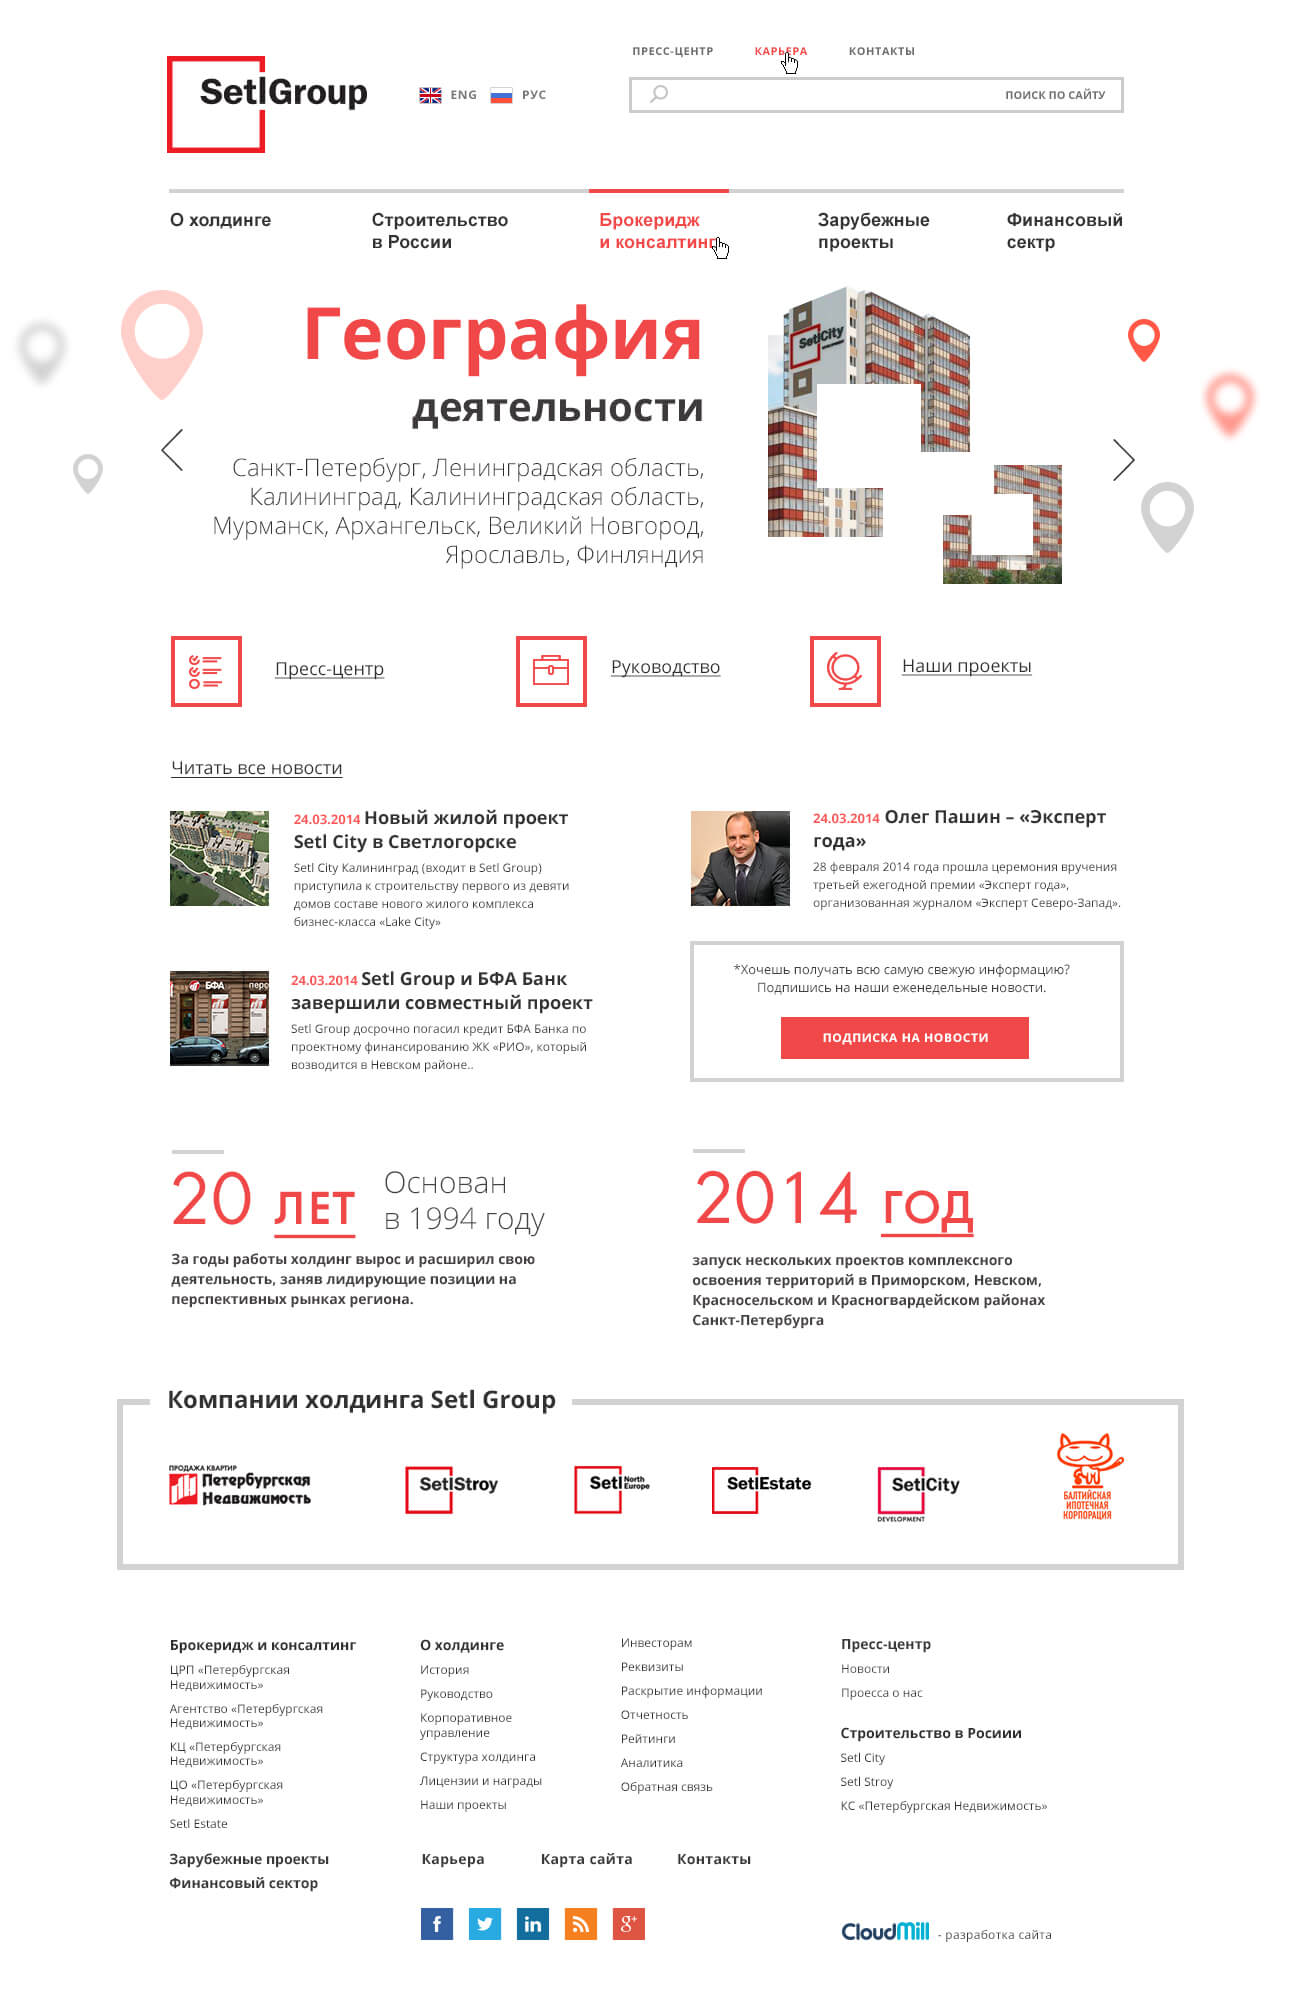 ПРЕСС-ЦЕНТР КАРЬЕРА КОНТАКТЫ
SetlGroup
ENG РУС
ПОИСК ПО САЙТУ
О холдинге
Строительство
в России
Брокеридж
и консалтинг
Зарубежные
проекты
Финансовый
сектр
География
деятельности
Санкт-Петербург, Ленинградская область,
Калининград, Калининградская область,
Мурманск, Архангельск, Великий Новгород,
Ярославль, Финляндия
SetlCity
Пресс-центр
Руководство
Наши проекты
Читать все новости
24.03.2014 Новый жилой проект
Setl City в Светлогорске
Setl City Калининград (входит в Setl Group)
приступила к строительству первого из девяти
домов составе нового жилого комплекса
бизнес-класса «Lake City»
24.03.2014 Олег Пашин – «Эксперт
года»
28 февраля 2014 года прошла церемония вручения
третьей ежегодной премии «Эксперт года»,
организованная журналом «Эксперт Северо-Запад».
БФА
24.03.2014 Setl Group и БФА Банк
завершили совместный проект
Setl Group досрочно погасил кредит БФА Банка по
проектному финансированию ЖК «РИО», который
возводится в Невском районе..
*Хочешь получать всю самую свежую информацию?
Подпишись на наши еженедельные новости.
ПОДПИСКА НА НОВОСТИ
20 лет
Основан
в 1994 году
За годы работы холдинг вырос и расширил свою
деятельность, заняв лидирующие позиции на
перспективных рынках региона.
2014 год
запуск нескольких проектов комплексного
освоения территорий в Приморском, Невском,
Красносельском и Красногвардейском районах
Санкт-Петербурга
Компании холдинга Setl Group
ПРОДАЖА КВАРТИР
Петербургская
Недвижимость
SetlStroy
Setl North
Europe
SetlEstate
SetlCity
DEVELOPMENT
БАЛТИЙСКАЯ
ИПОТЕЧНАЯ
КОРПОРАЦИЯ
Брокеридж и консалтинг
ЦРП «Петербургская
Недвижимость»
Агентство «Петербургская
Недвижимость»
КЦ «Петербургская
Недвижимость»
ЦО «Петербургская
Недвижимость»
Setl Estate
Зарубежные проекты
Финансовый сектор
О холдинге
История
Руководство
Корпоративное
управление
Структура холдинга
Лицензии и награды
Наши проекты
Инвесторам
Реквизиты
Раскрытие информации
Отчетность
Рейтинги
Аналитика
Обратная связь
Пресс-центр
Новости
Проесса о нас
Строительство в Росиии
Setl City
Setl Stroy
КС «Петербургская Недвижимость»
Карьера
Карта сайта
Контакты
CloudMill - разработка сайта